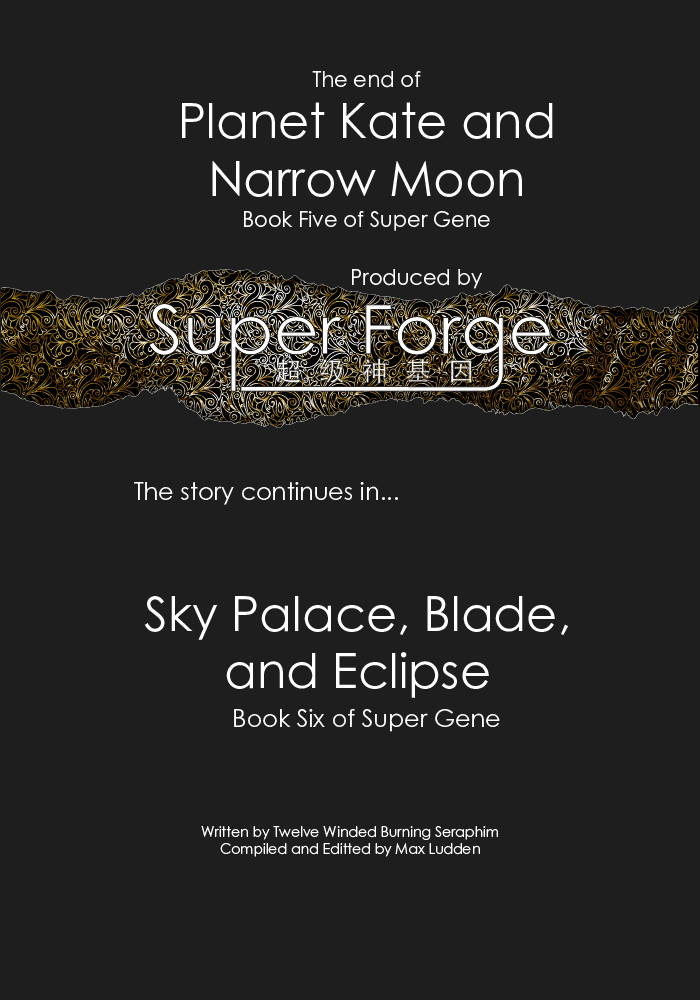 The end of
Planet Kate and
Narrow Moon
Book Five of Super Gene
Produced by
Super Forge
超级神基因
The story continues in...
Sky Palace, Blade,
and Eclipse
Book Six of Super Gene
Written by Twelve Winded Burning Seraphim
Compiled and Editted by Max Ludden